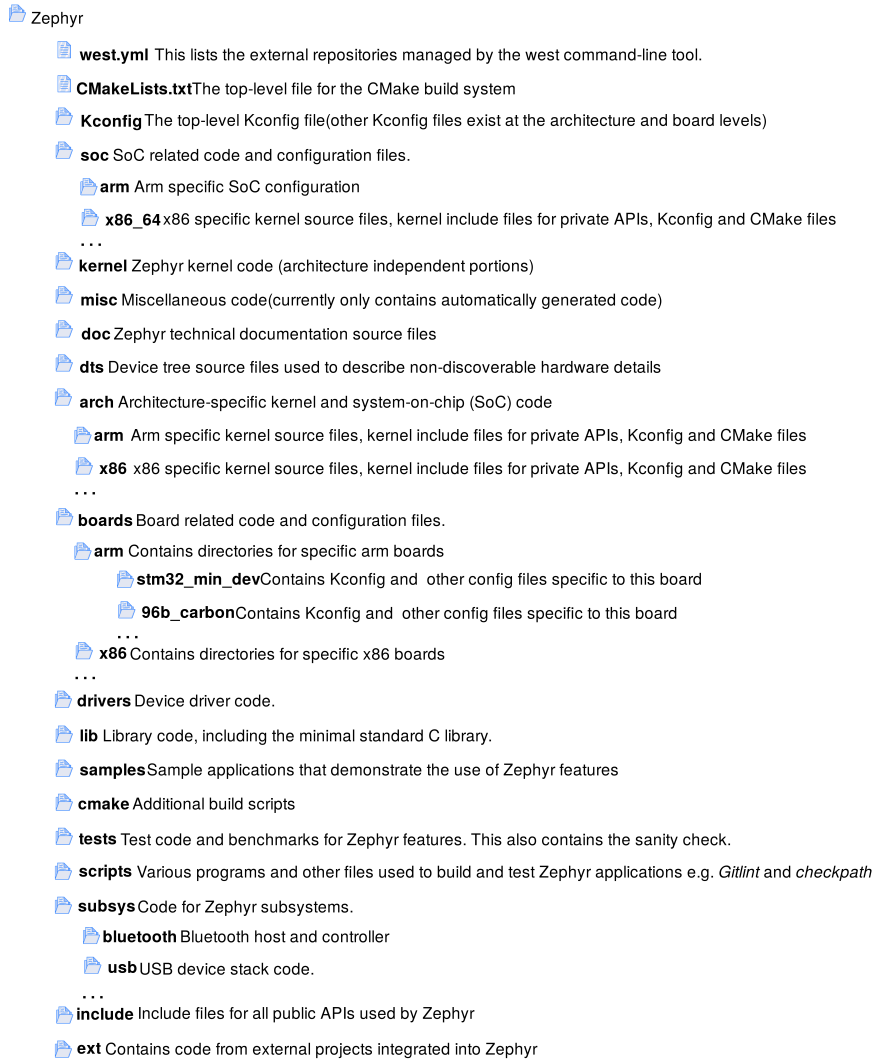 Zephyr
west.yml This lists the external repositories managed by the west command-line tool.
CMakeLists.txtThe top-level file for the CMake build system
Kconfig The top-level Kconfig file(other Kconfig files exist at the architecture and board levels)
soc SoC related code and configuration files.
arm Arm specific SoC configuration
x86_64 x86 specific kernel source files, kernel include files for private APIs, Kconfig and CMake files
...
kernel Zephyr kernel code (architecture independent portions)
misc Miscellaneous code(currently only contains automatically generated code)
doc Zephyr technical documentation source files
dts Device tree source files used to describe non-discoverable hardware details
arch Architecture-specific kernel and system-on-chip (SoC) code
arm Arm specific kernel source files, kernel include files for private APIs, Kconfig and CMake files
x86 x86 specific kernel source files, kernel include files for private APIs, Kconfig and CMake files
...
boards Board related code and configuration files.
arm Contains directories for specific arm boards
stm32_min_devContains Kconfig and other config files specific to this board
96b_carbonContains Kconfig and other config files specific to this board
...
x86 Contains directories for specific x86 boards
...
drivers Device driver code.
lib Library code, including the minimal standard C library.
samples Sample applications that demonstrate the use of Zephyr features
cmake Additional build scripts
tests Test code and benchmarks for Zephyr features. This also contains the sanity check.
scripts Various programs and other files used to build and test Zephyr applications e.g. Gitlint and checkpath
subsys Code for Zephyr subsystems.
bluetooth Bluetooth host and controller
usb USB device stack code.
...
include Include files for all public APIs used by Zephyr
ext Contains code from external projects integrated into Zephyr